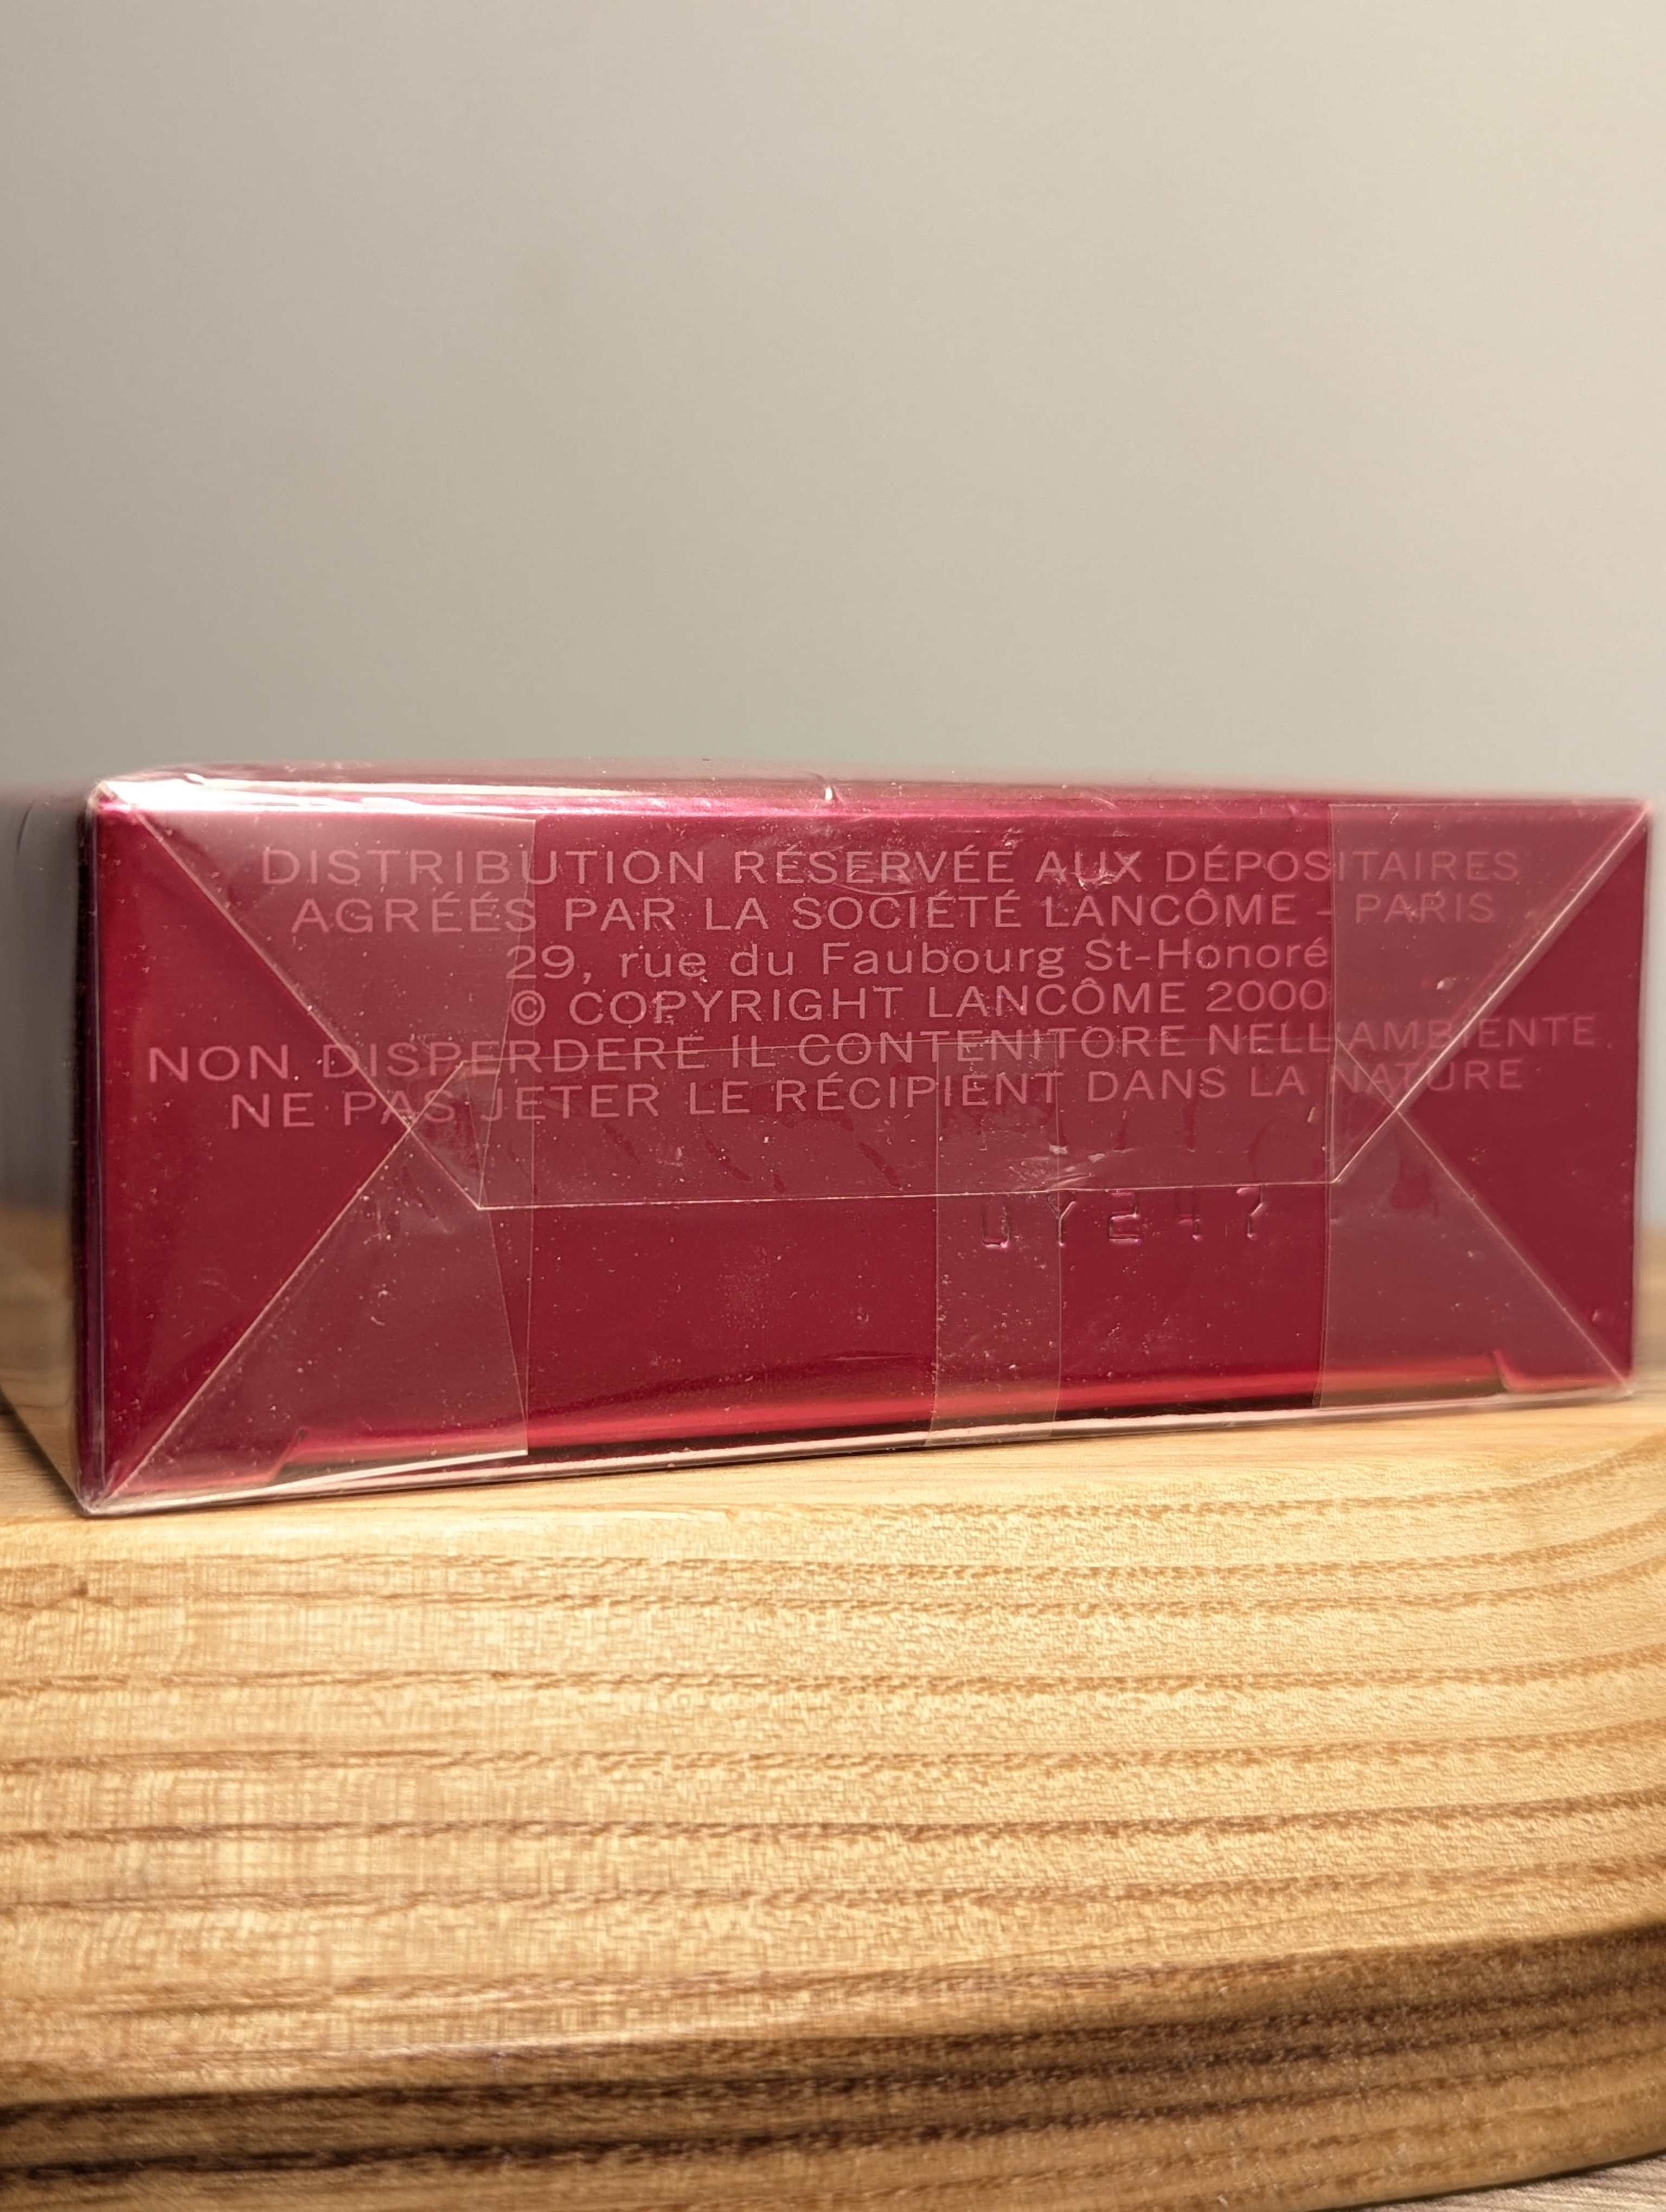 DISTRIBUTION RÉSERVÉE AUX DÉPOSITAIRES
AGRÉÉS PAR LA SOCIÉTÉ LANCÔME - PARIS
29, rue du Faubourg St-Honoré
© COPYRIGHT LANCÔME 2000
NON DISPERDERE IL CONTENITORE NELL'AMBIENTE
NE PAS JETER LE RÉCIPIENT DANS LA NATURE